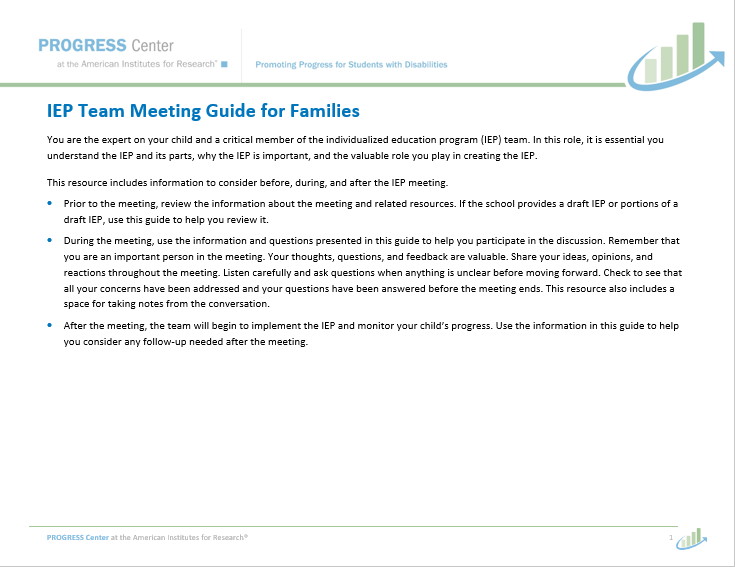 PROGRESS Center
at the American Institutes for Research®
Promoting Progress for Students with Disabilities
IEP Team Meeting Guide for Families
You are the expert on your child and a critical member of the individualized education program (IEP) team. In this role, it is essential you
understand the IEP and its parts, why the IEP is important, and the valuable role you play in creating the IEP.
This resource includes information to consider before, during, and after the IEP meeting.
• Prior to the meeting, review the information about the meeting and related resources. If the school provides a draft IEP or portions of a
draft IEP, use this guide to help you review it.
• During the meeting, use the information and questions presented in this guide to help you participate in the discussion. Remember that
you are an important person in the meeting. Your thoughts, questions, and feedback are valuable. Share your ideas, opinions, and
reactions throughout the meeting. Listen carefully and ask questions when anything is unclear before moving forward. Check to see that
all your concerns have been addressed and your questions have been answered before the meeting ends. This resource also includes a
space for taking notes from the conversation.
• After the meeting, the team will begin to implement the IEP and monitor your child's progress. Use the information in this guide to help
you consider any follow-up needed after the meeting.
PROGRESS Center at the American Institutes for Research®
1